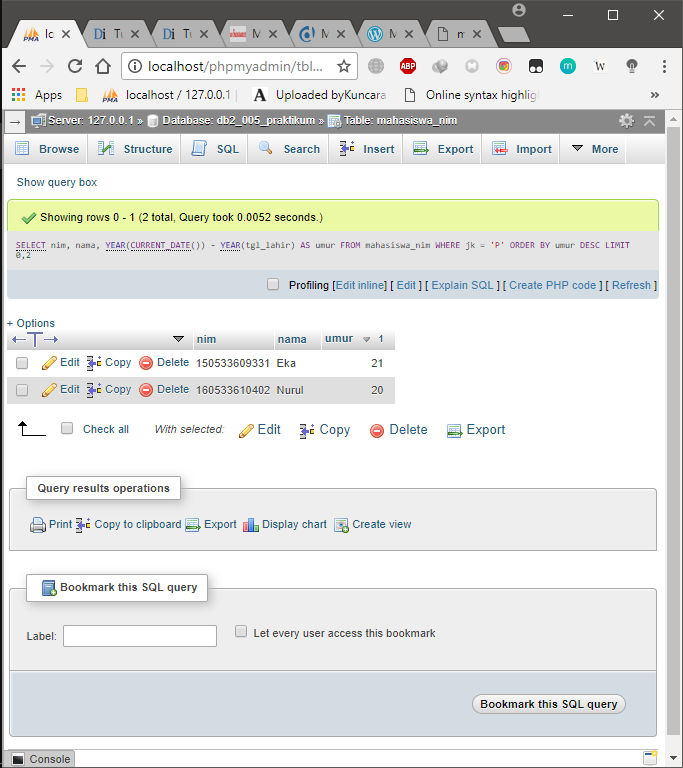 Ic
Di Tu
Di Tu
M
M
M
m
localhost/phpmyadmin/tbl...
ABP
m
W
Apps
localhost / 127.0.0.1
A Uploaded byKuncara
Online syntax highlig
»
Server: 127.0.0.1 » Database: db2_005_praktikum » Table: mahasiswa_nim
Browse Structure SQL Search Insert Export Import More
Show query box
Showing rows 0 - 1 (2 total, Query took 0.0052 seconds.)
SELECT nim, nama, YEAR(CURRENT_DATE()) - YEAR(tgl_lahir) AS umur FROM mahasiswa_nim WHERE jk = 'P' ORDER BY umur DESC LIMIT
0,2
Profiling [Edit inline] [ Edit ] [ Explain SQL ] [ Create PHP code ] [ Refresh ]
+ Options
←T→ nim nama umur 1
Edit Copy Delete 150533609331 Eka 21
Edit Copy Delete 160533610402 Nurul 20
Check all With selected: Edit Copy Delete Export
Query results operations
Print Copy to clipboard Export Display chart Create view
Bookmark this SQL query
Label: Let every user access this bookmark
Bookmark this SQL query
Console